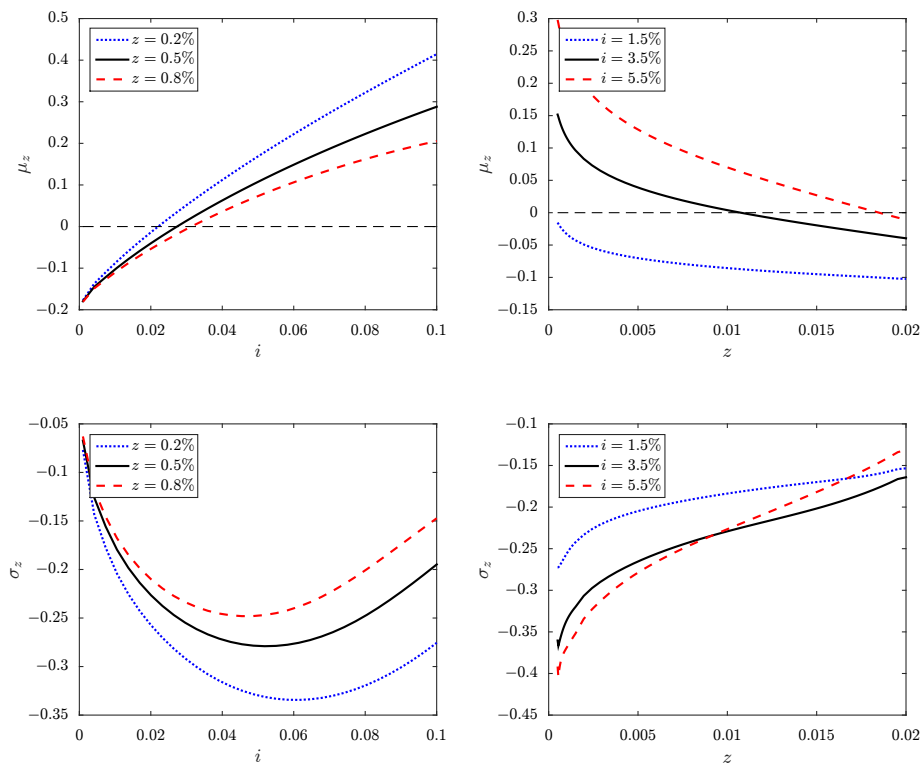 0.5
0.4
0.3
0.2
0.1
0
−0.1
−0.2
μz
z = 0.2%
z = 0.5%
z = 0.8%
0 0.02 0.04 0.06 0.08 0.1
i
0.3
0.25
0.2
0.15
0.1
0.05
0
−0.05
−0.1
−0.15
μz
i = 1.5%
i = 3.5%
i = 5.5%
0 0.005 0.01 0.015 0.02
z
−0.05
−0.1
−0.15
−0.2
−0.25
−0.3
−0.35
σz
z = 0.2%
z = 0.5%
z = 0.8%
0 0.02 0.04 0.06 0.08 0.1
i
−0.1
−0.15
−0.2
−0.25
−0.3
−0.35
−0.4
−0.45
σz
i = 1.5%
i = 3.5%
i = 5.5%
0 0.005 0.01 0.015 0.02
z